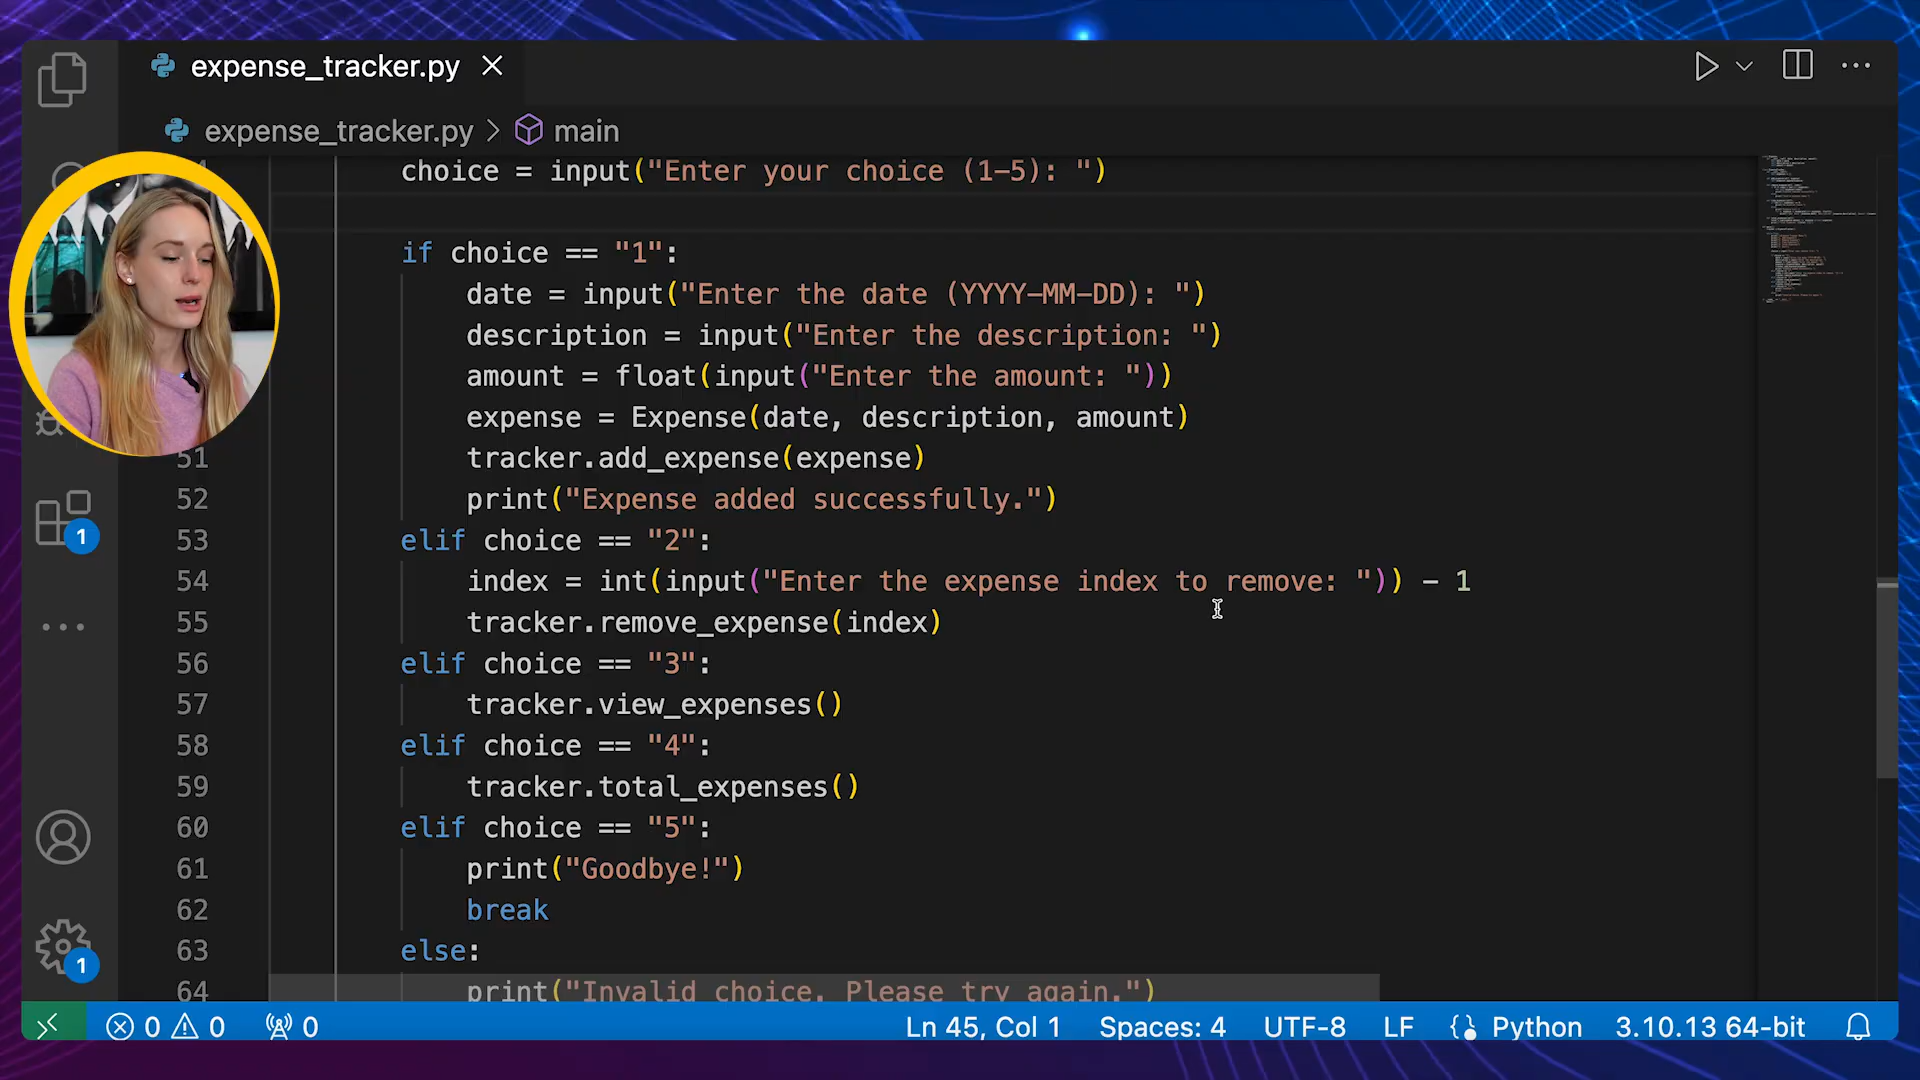 expense_tracker.py
expense_tracker.py > main
choice = input("Enter your choice (1-5): ")
if choice == "1":
date = input("Enter the date (YYYY-MM-DD): ")
description = input("Enter the description: ")
amount = float(input("Enter the amount: "))
expense = Expense(date, description, amount)
51 tracker.add_expense(expense)
52 print("Expense added successfully.")
53 elif choice == "2":
54 index = int(input("Enter the expense index to remove: ")) - 1
55 tracker.remove_expense(index)
56 elif choice == "3":
57 tracker.view_expenses()
58 elif choice == "4":
59 tracker.total_expenses()
60 elif choice == "5":
61 print("Goodbye!")
62 break
63 else:
64 print("Invalid choice. Please try again.")
1
1
0 0 0 Ln 45, Col 1 Spaces: 4 UTF-8 LF Python 3.10.13 64-bit